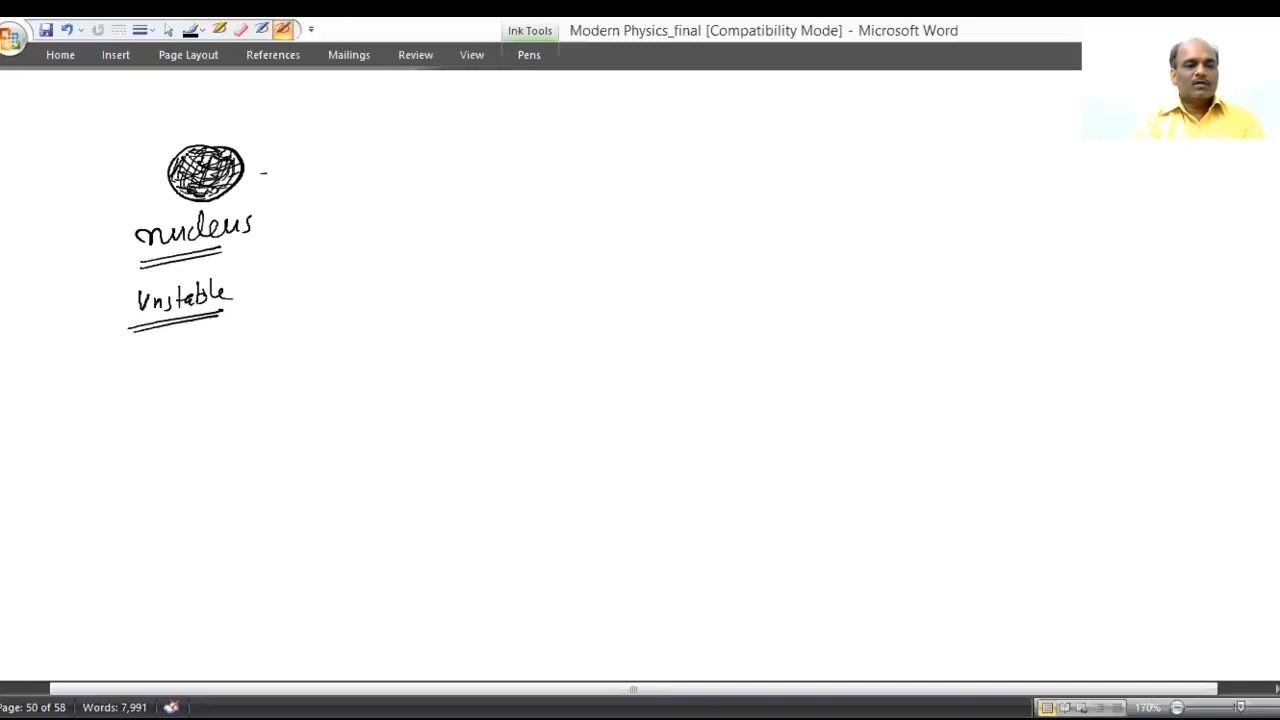 Ink Tools Modern Physics_final [Compatibility Mode] - Microsoft Word
Home Insert Page Layout References Mailings Review View Pens
nucleus
Unstable
Page: 50 of 58 Words: 7,991 170%